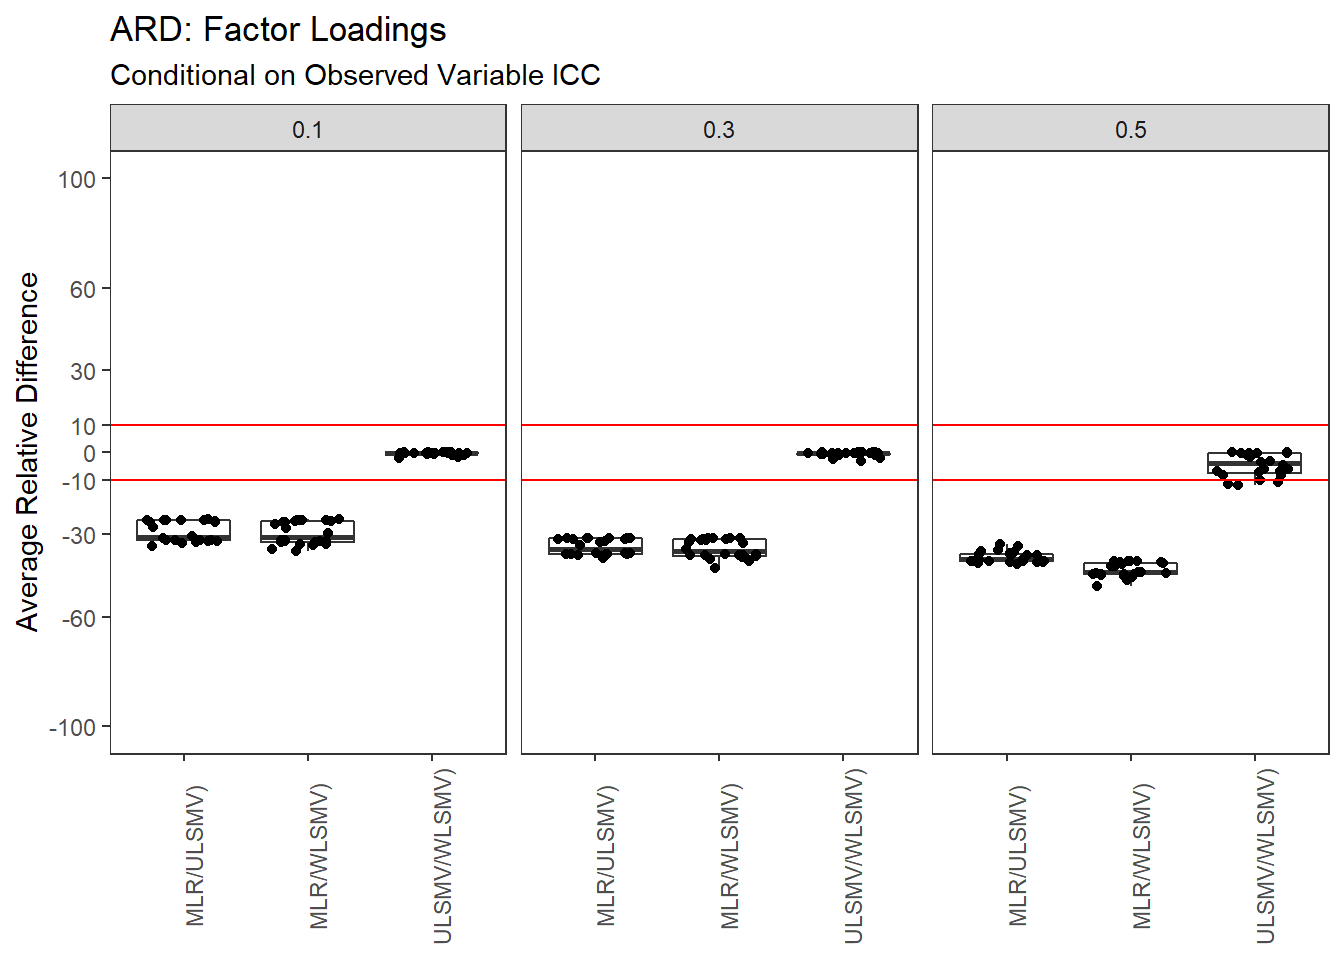 ARD: Factor Loadings
Conditional on Observed Variable ICC
0.1 0.3 0.5
Average Relative Difference
100
60
30
10
0
-10
-30
-60
-100
MLR/ULSMV)
MLR/WLSMV)
ULSMV/WLSMV)
MLR/ULSMV)
MLR/WLSMV)
ULSMV/WLSMV)
MLR/ULSMV)
MLR/WLSMV)
ULSMV/WLSMV)